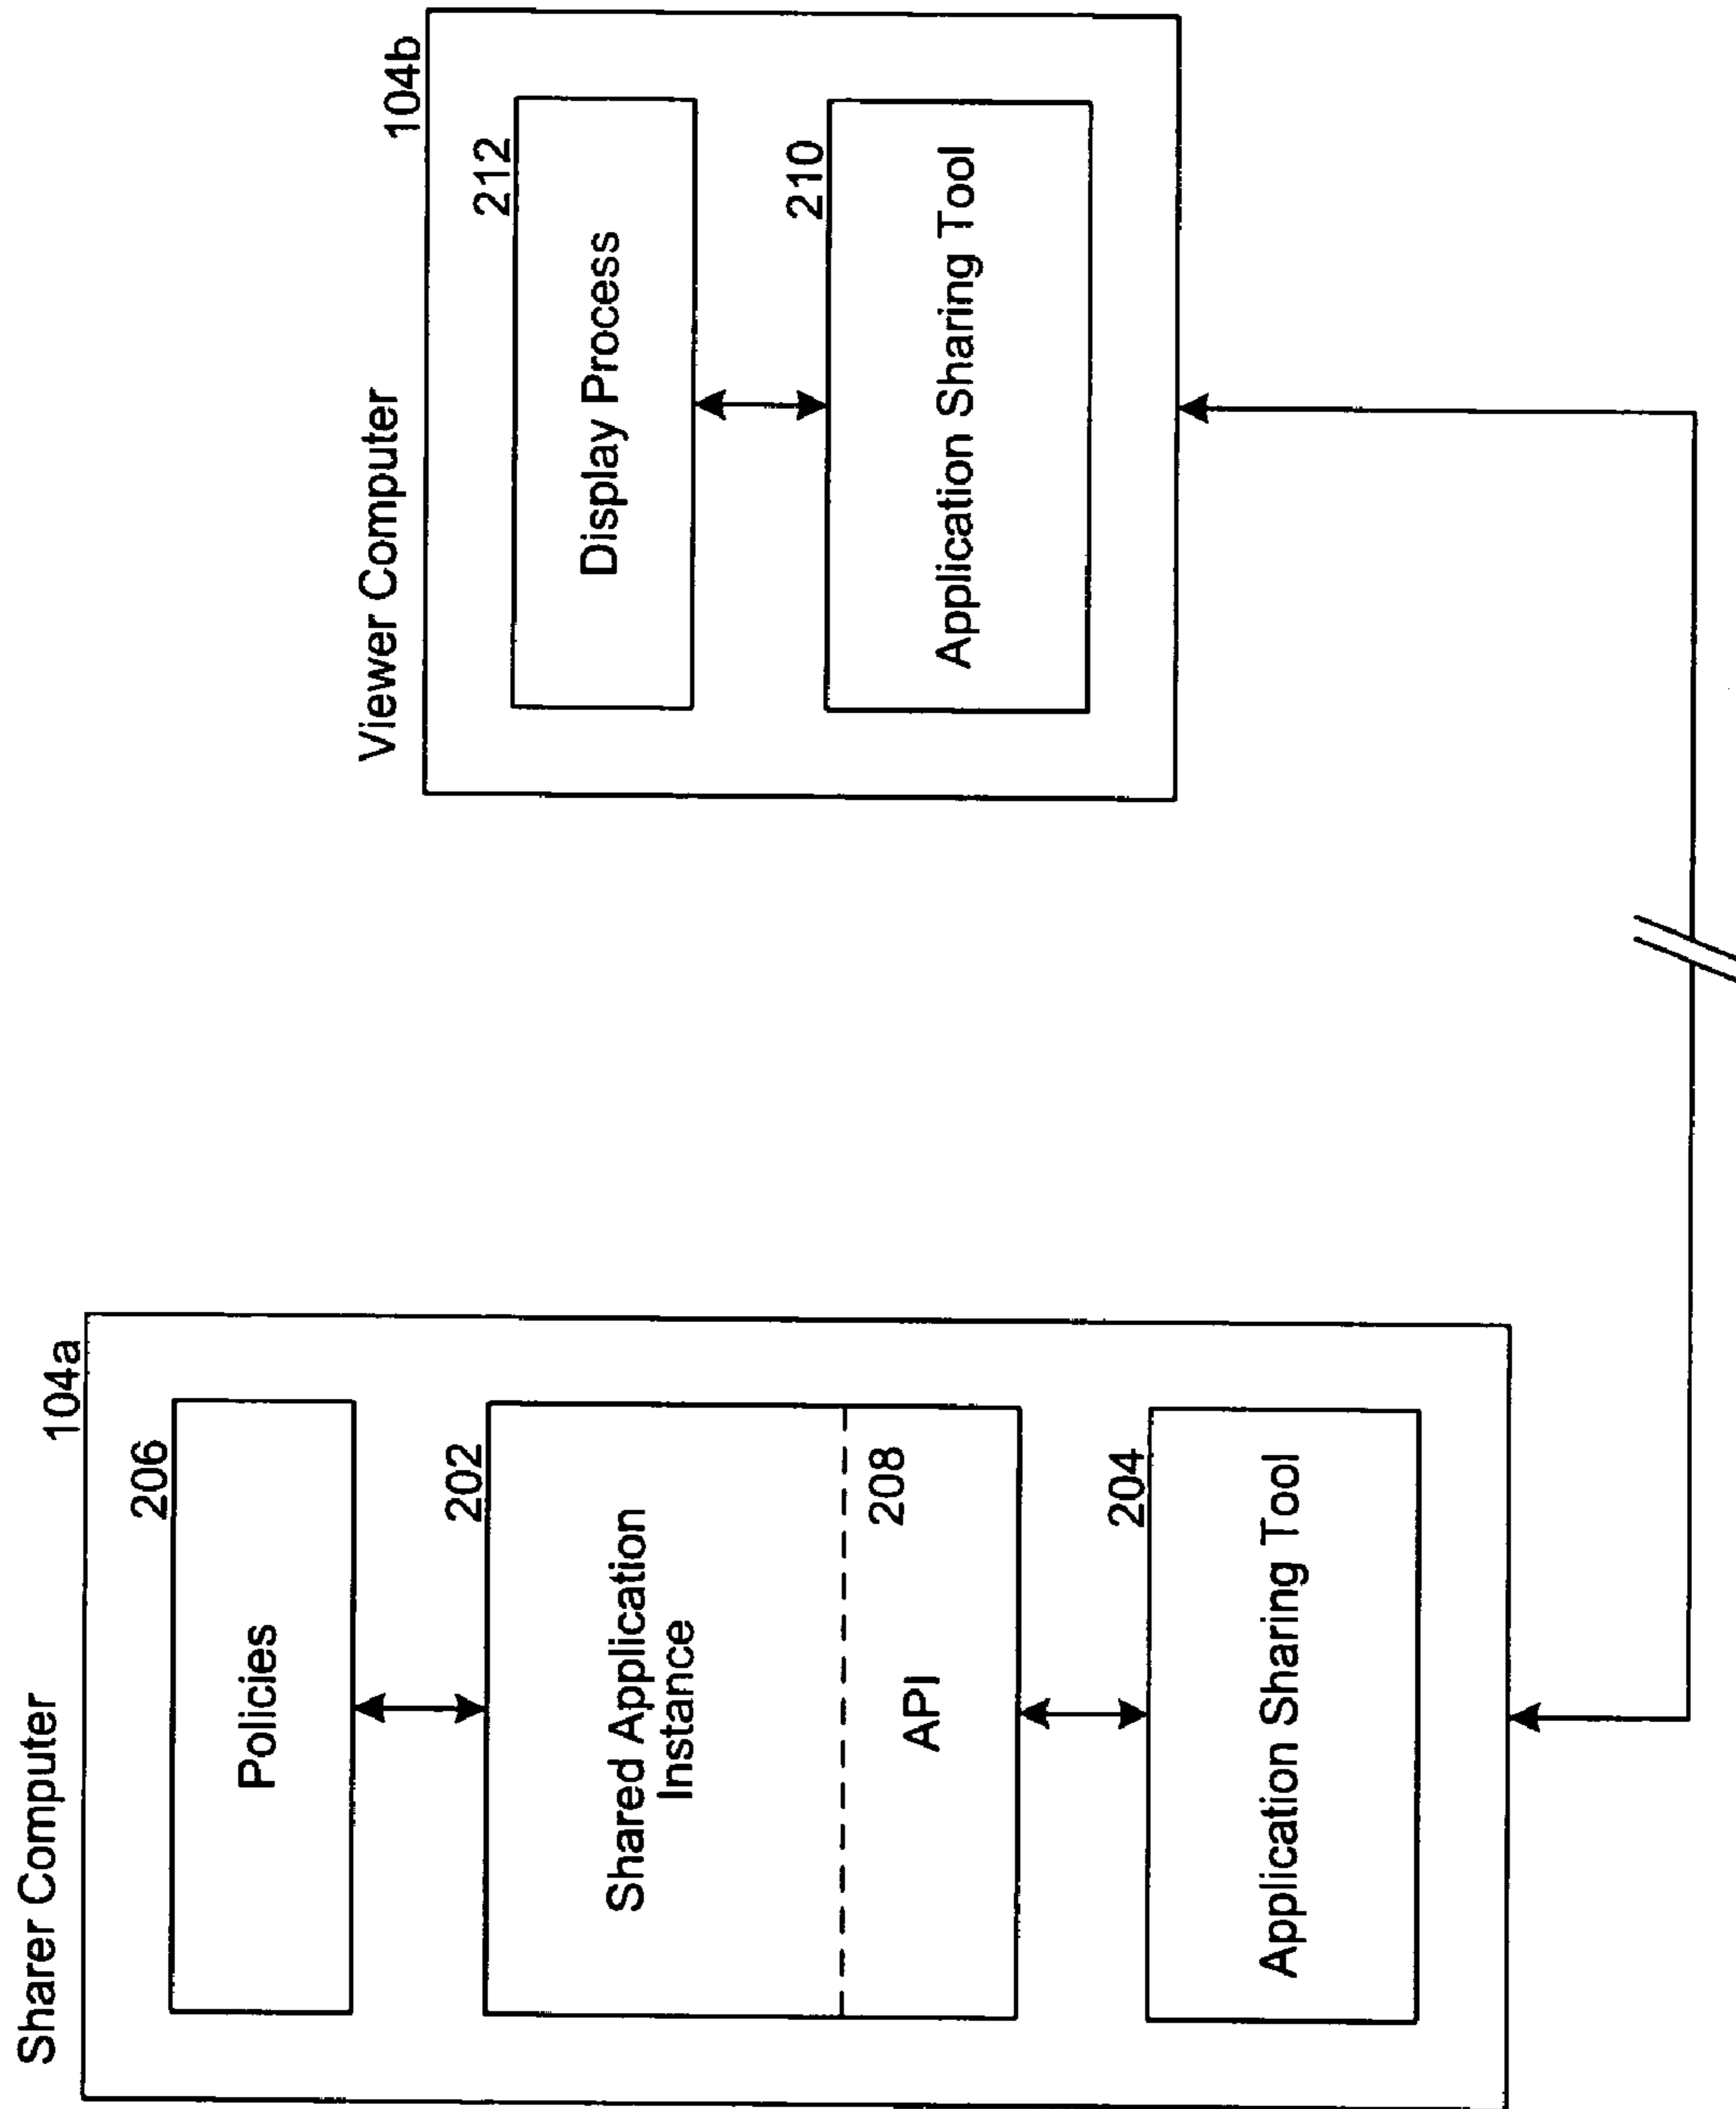 Sharer Computer
104a
206
Policies
202
Shared Application
Instance
208
API
204
Application Sharing Tool
Viewer Computer
104b
212
Display Process
210
Application Sharing Tool